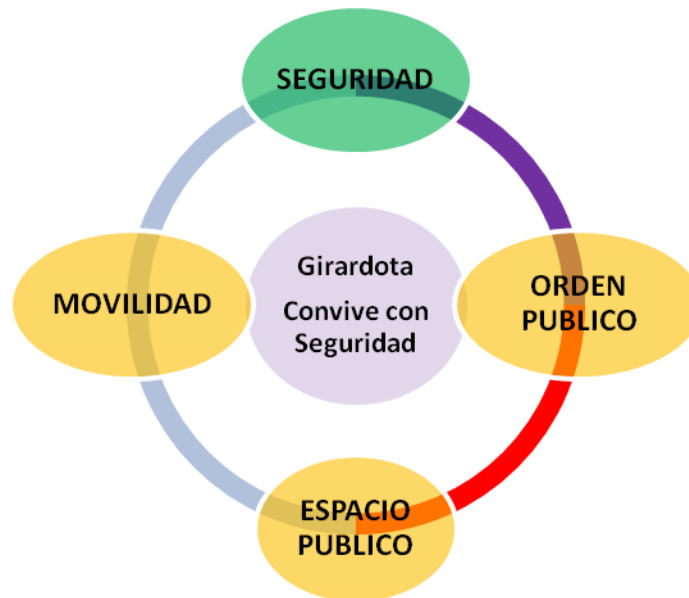 SEGURIDAD
MOVILIDAD
Girardota
Convive con
Seguridad
ORDEN
PUBLICO
ESPACIO
PUBLICO